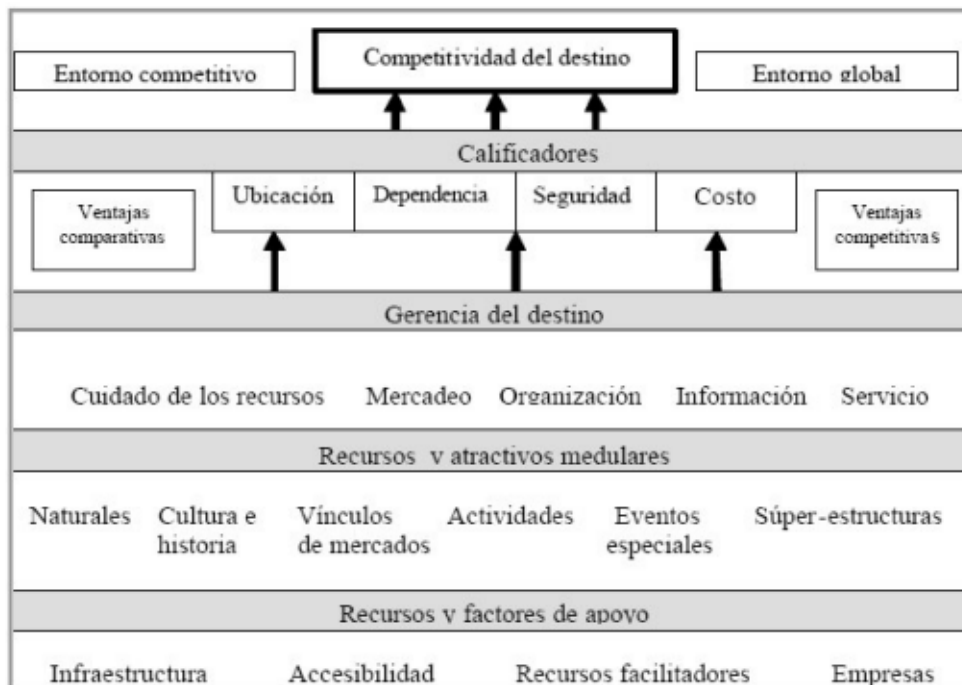 Competitividad del destino
Entorno competitivo
Entorno global
Calificadores
Ubicación
Dependencia
Seguridad
Costo
Ventajas
comparativas
Ventajas
competitivas
Gerencia del destino
Cuidado de los recursos
Mercadeo
Organización
Información
Servicio
Recursos y atractivos medulares
Naturales
Cultura e
historia
Vínculos
de mercados
Actividades
Eventos
especiales
Súper-estructuras
Recursos y factores de apoyo
Infraestructura
Accesibilidad
Recursos facilitadores
Empresas